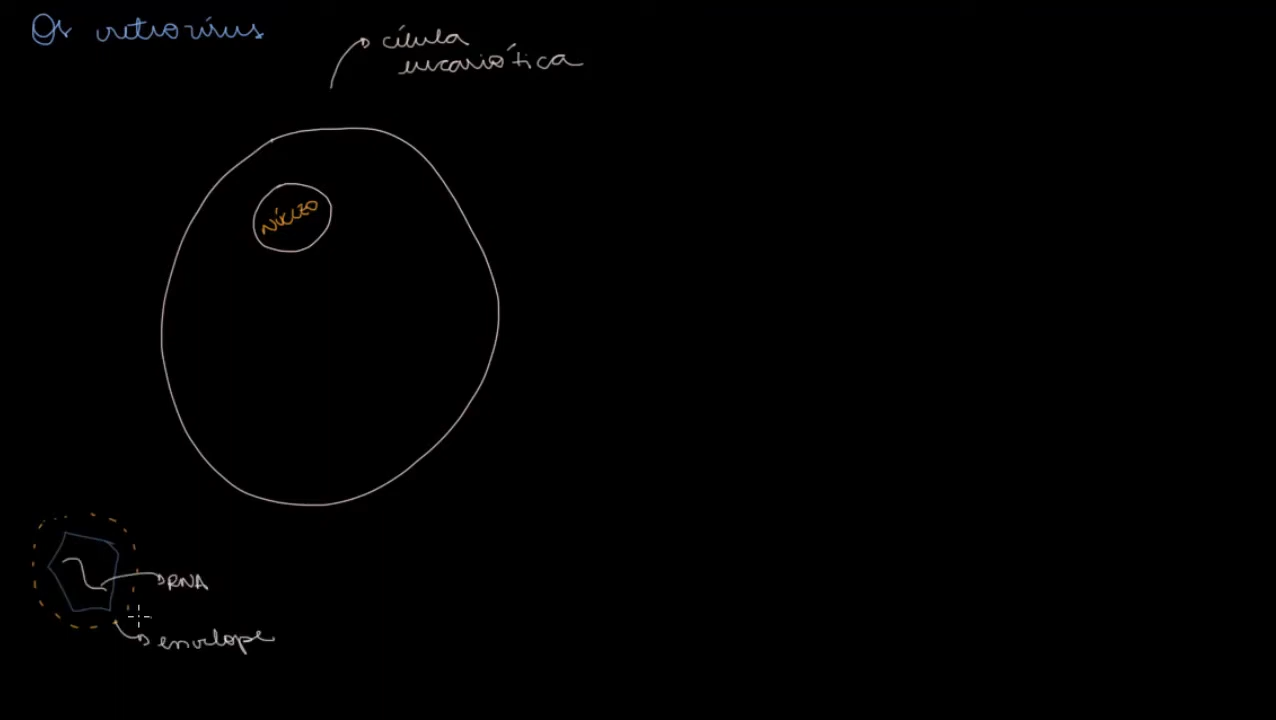 Os retrovírus
célula
eucariótica
NÚCLEO
RNA
envelope